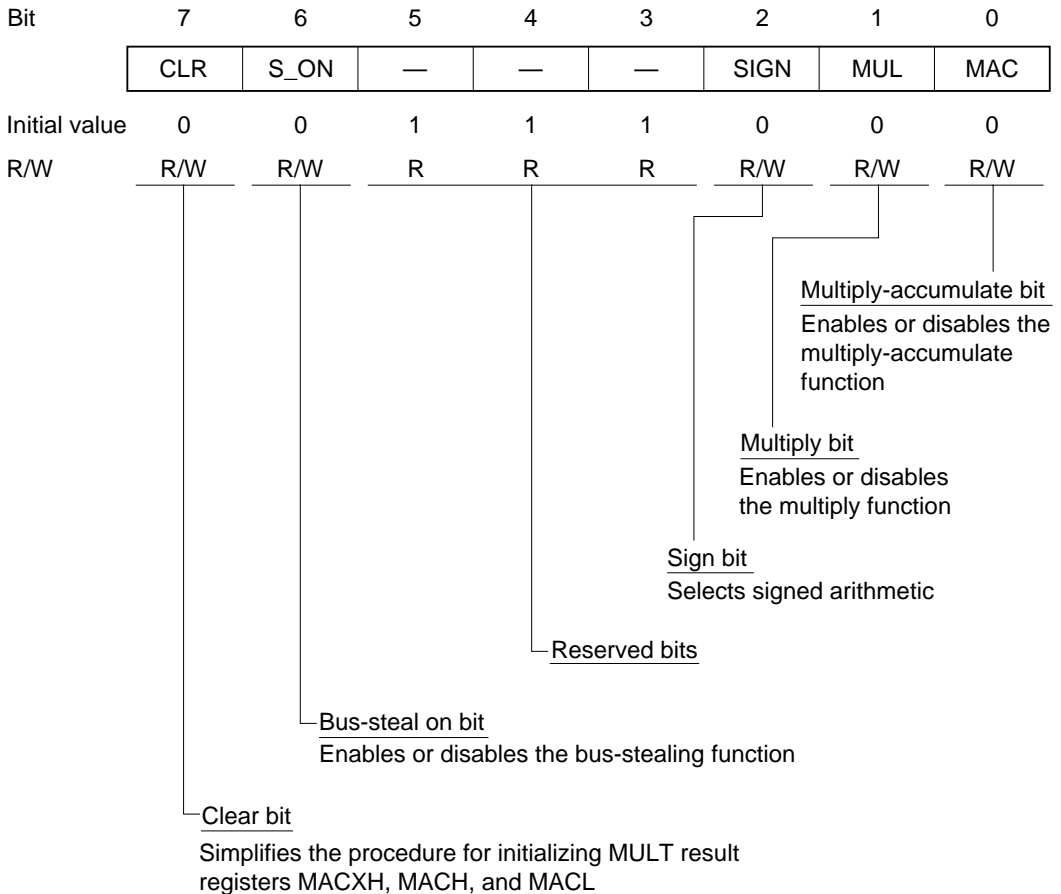 Bit 7 6 5 4 3 2 1 0
CLR S_ON — — — SIGN MUL MAC
Initial value 0 0 1 1 1 0 0 0
R/W R/W R/W R R R R/W R/W R/W
Multiply-accumulate bit
Enables or disables the
multiply-accumulate
function
Multiply bit
Enables or disables
the multiply function
Sign bit
Selects signed arithmetic
Reserved bits
Bus-steal on bit
Enables or disables the bus-stealing function
Clear bit
Simplifies the procedure for initializing MULT result
registers MACXH, MACH, and MACL